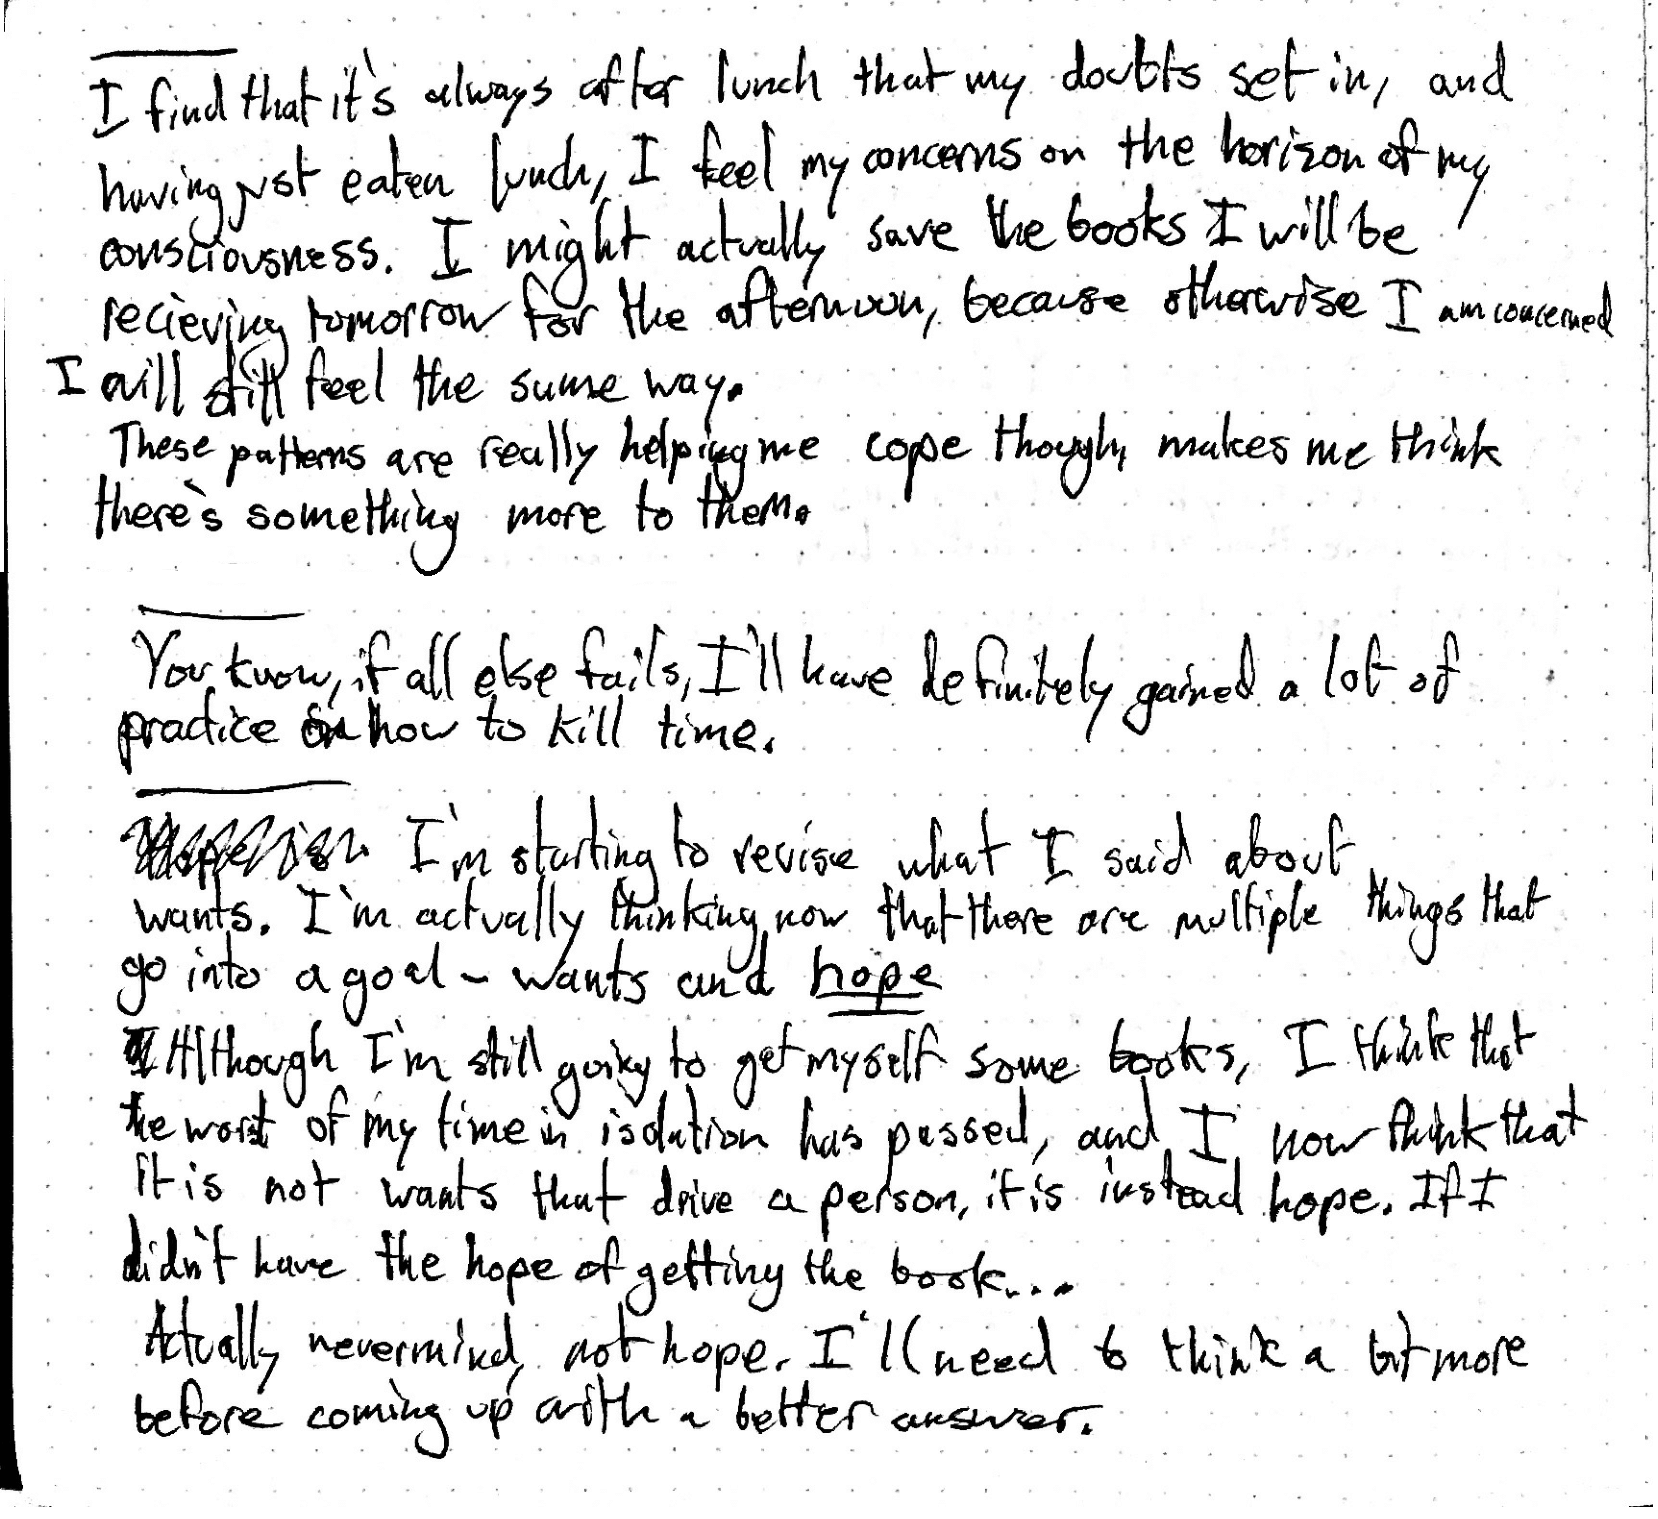 I find that it's always after lunch that my doubts set in, and
having just eaten lunch, I feel my concerns on the horison of my
consciousness. I might actually save the books I will be
recieving tomorrow for the afternoon, because otherwise I am concerned
I will still feel the same way.
These patterns are really helping me cope though, makes me think
there's something more to them.
You know, if all else fails, I'll have definitely gained a lot of
practice on how to kill time.
I'm starting to revise what I said about
wants. I'm actually thinking now that there are multiple things that
go into a goal - wants and hope
Although I'm still going to get myself some books, I think that
the worst of my time in isolation has passed, and I now think that
it is not wants that drive a person, it is instead hope. If I
didn't have the hope of getting the book...
Actually nevermind, not hope. I'll need to think a bit more
before coming up with a better answer.